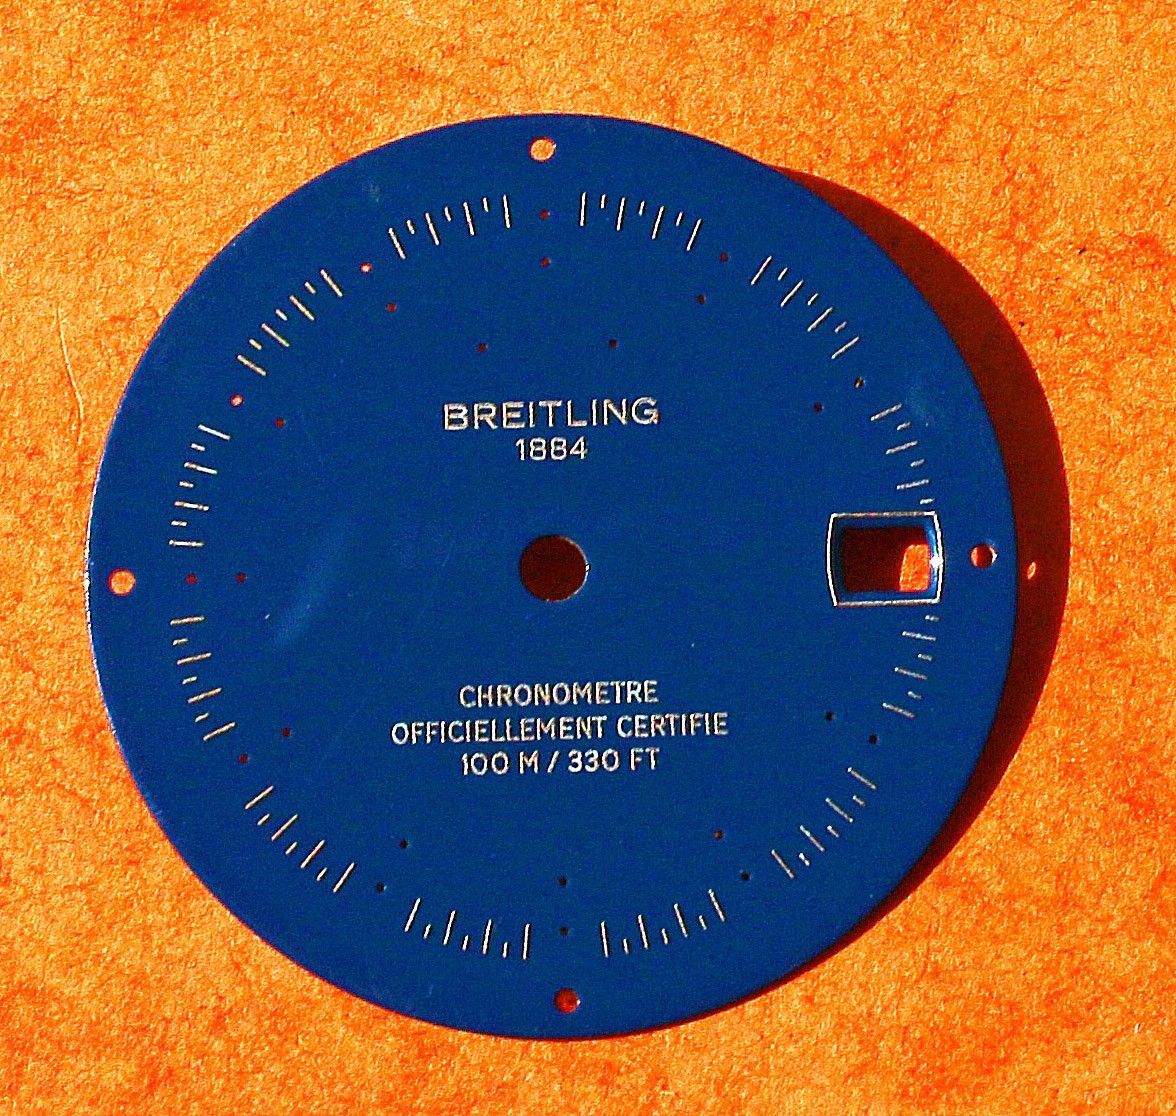 BREITLING
1884
CHRONOMETRE
OFFICIELLEMENT CERTIFIE
100 M / 330 FT